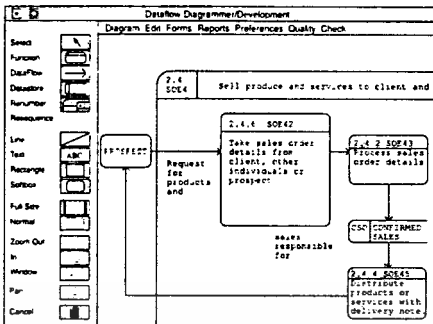 Dataflow Diagrammer/Development
Diagram Edit Forms Reports Preferences Quality Check
Select
Function
DataFlow
Datastore
Renumber
Resequence
Line
Text ABC
Rectangle
Softbox
Full Size
Normal
Zoom Out
In
Window
Pan
Cancel
2.4
SOE4
Sell produce and services to client and
2.4.6 SOE42
Take sales order
details from
client, other
individuals or
prospect
Request
for
products
and
2.4.2 SOE43
Process sales
order details
CONFIRMED
SALES
sales
responsible
for
2.4.4 SOE45
Distribute
products or
services with
delivery note